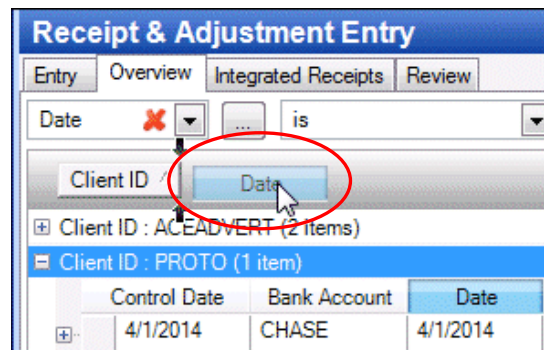 Receipt & Adjustment Entry
Entry Overview Integrated Receipts Review
Date ... is
Client ID Date
Client ID : ACEADVERT (2 items)
Client ID : PROTO (1 item)
Control Date Bank Account Date
4/1/2014 CHASE 4/1/2014